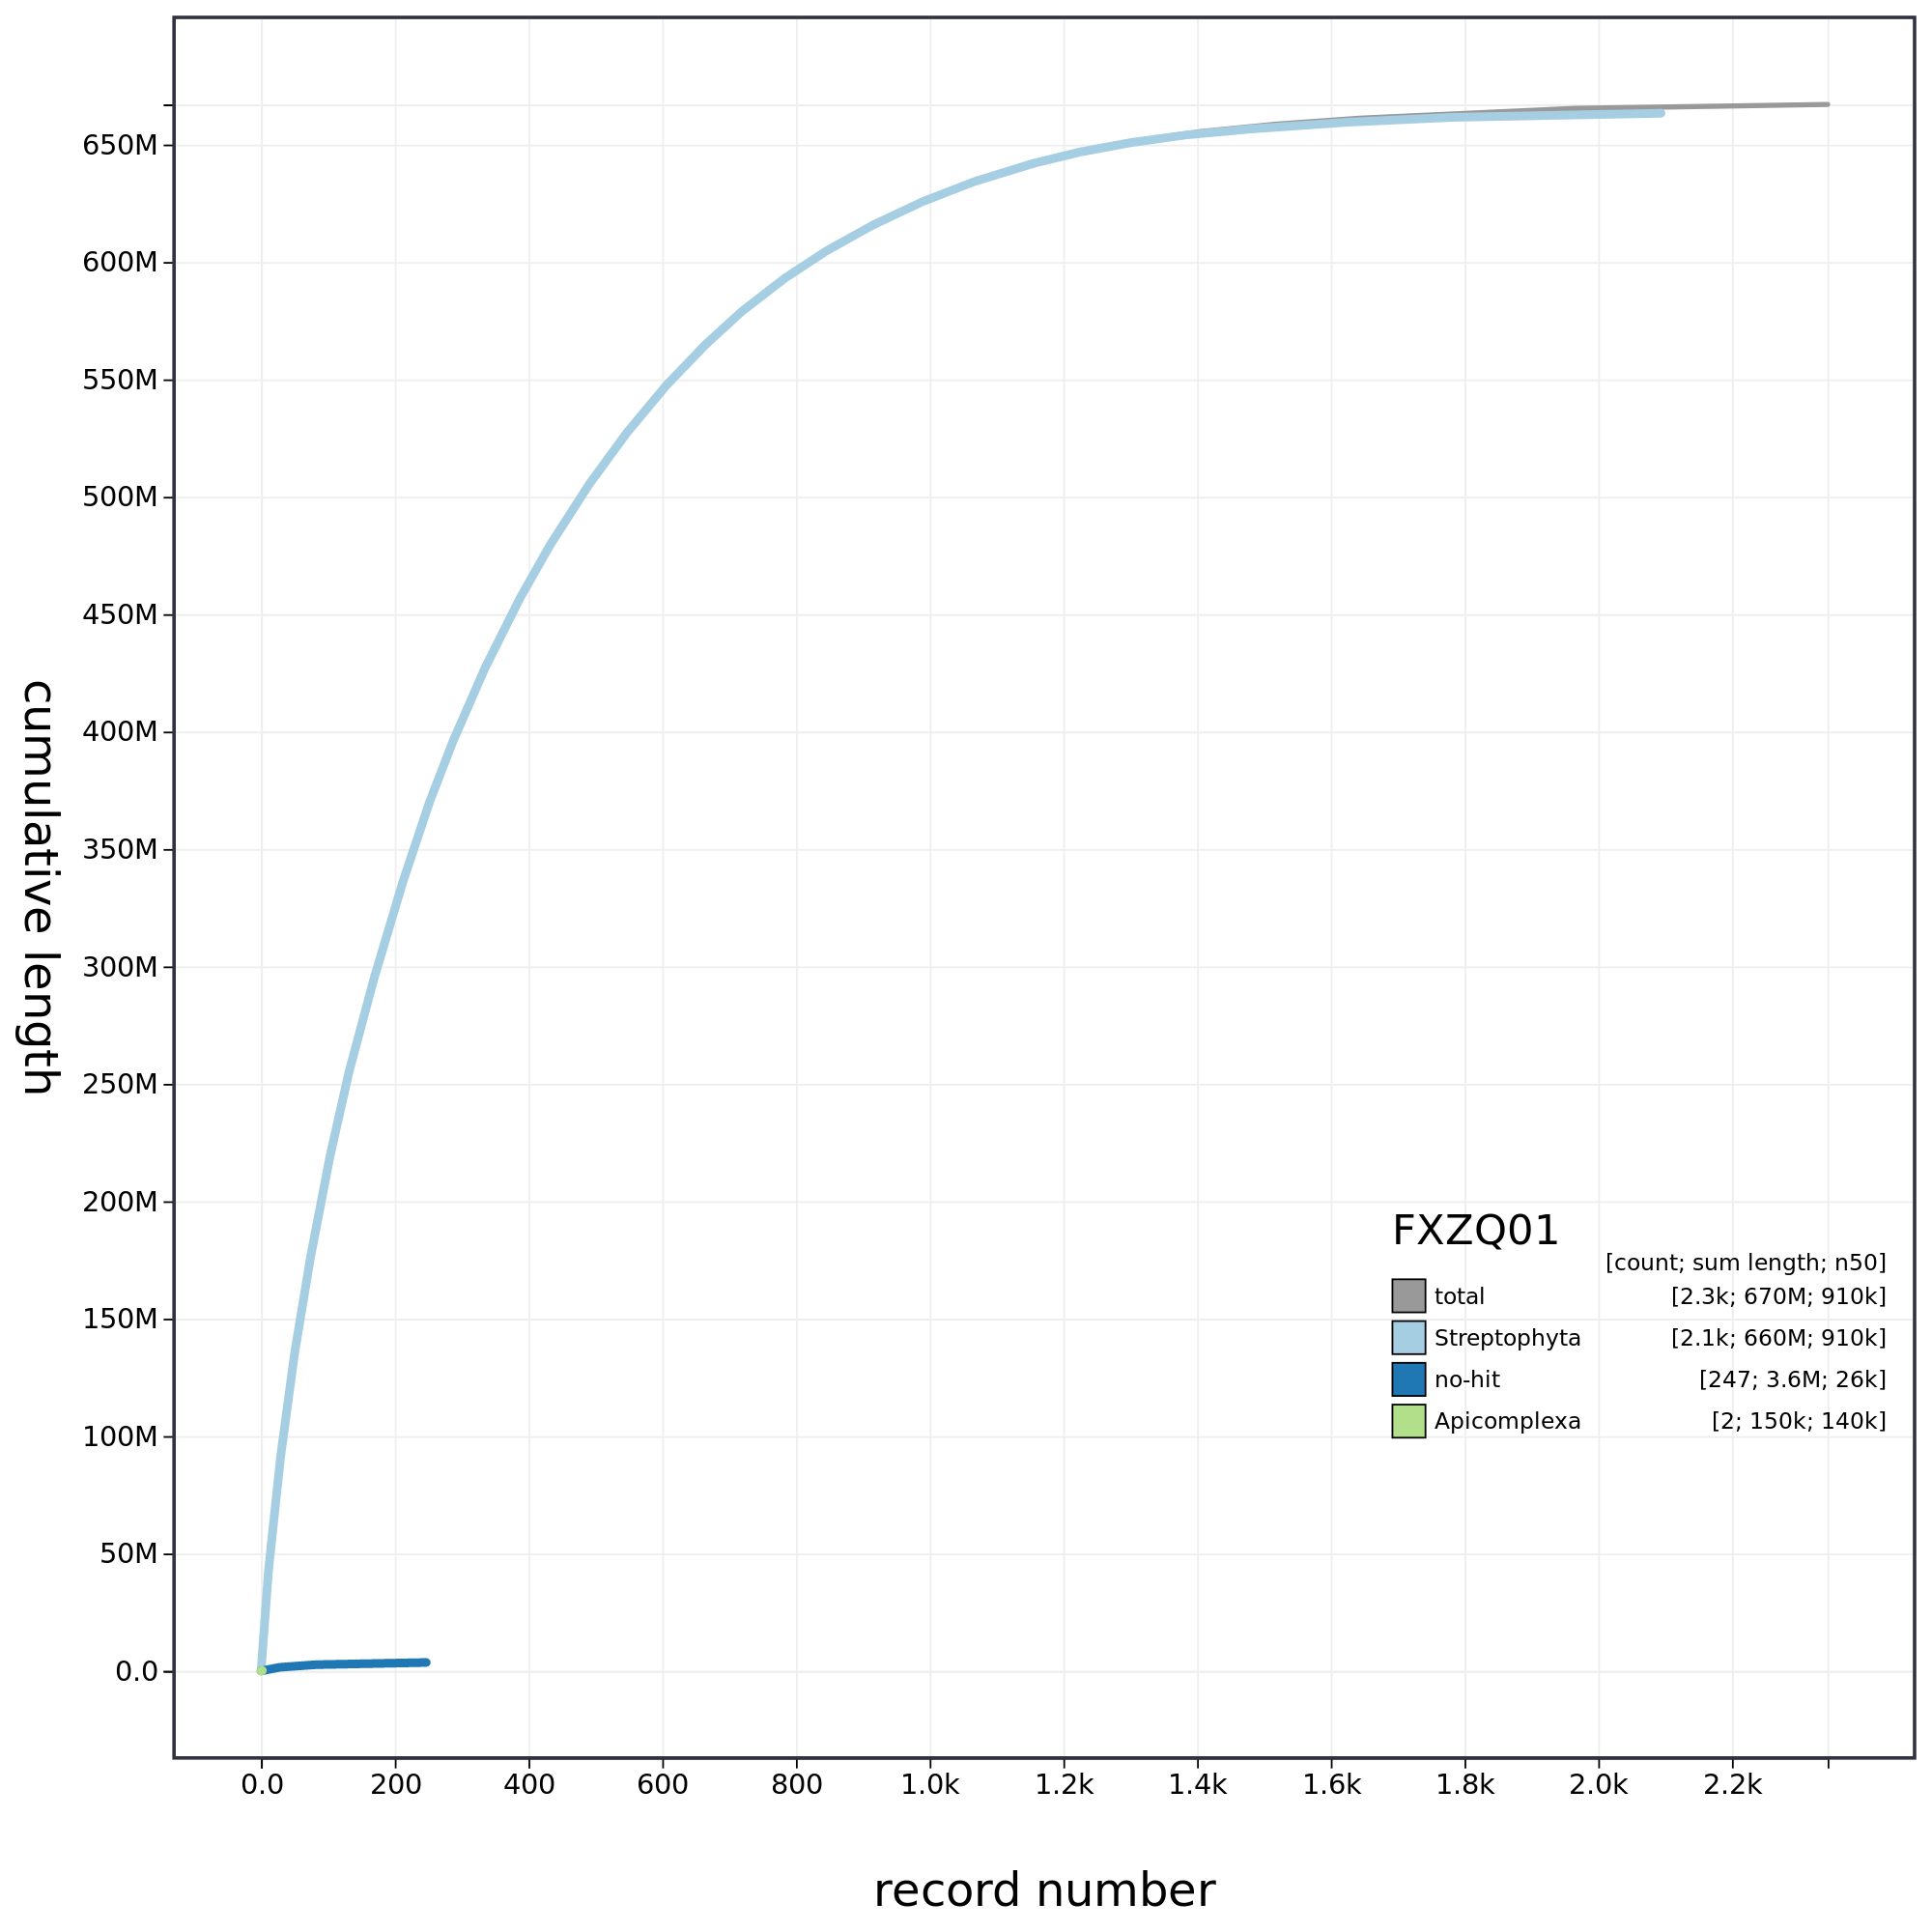 cumulative length
650M
600M
550M
500M
450M
400M
350M
300M
250M
200M
150M
100M
50M
0.0
FXZQ01
[count; sum length; n50]
total [2.3k; 670M; 910k]
Streptophyta [2.1k; 660M; 910k]
no-hit [247; 3.6M; 26k]
Apicomplexa [2; 150k; 140k]
0.0 200 400 600 800 1.0k 1.2k 1.4k 1.6k 1.8k 2.0k 2.2k
record number